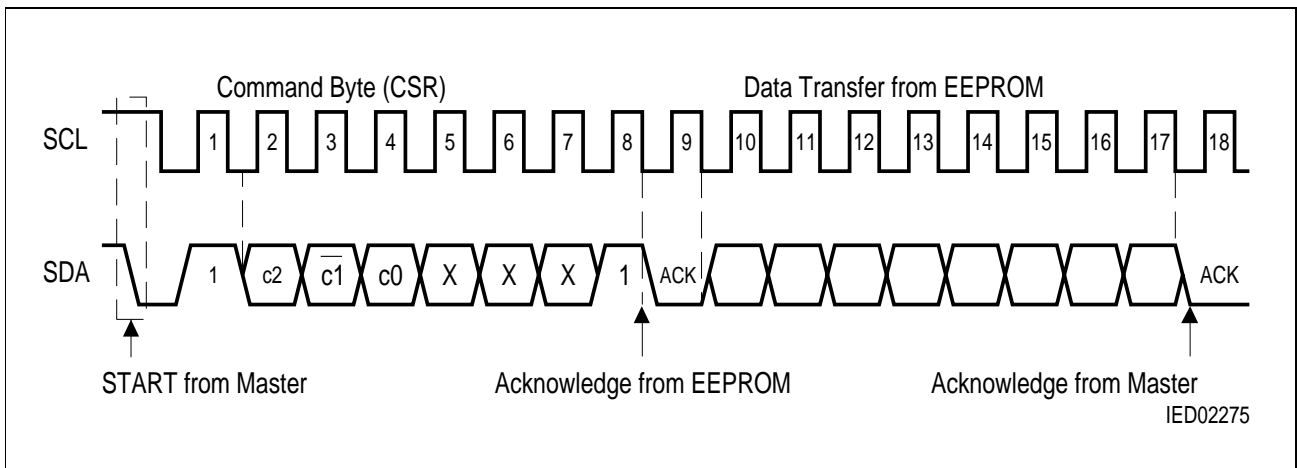 Command Byte (CSR) Data Transfer from EEPROM
SCL 1 2 3 4 5 6 7 8 9 10 11 12 13 14 15 16 17 18
SDA 1 c2 c̅1̅ c0 X X X 1 ACK ACK
START from Master Acknowledge from EEPROM Acknowledge from Master
IED02275